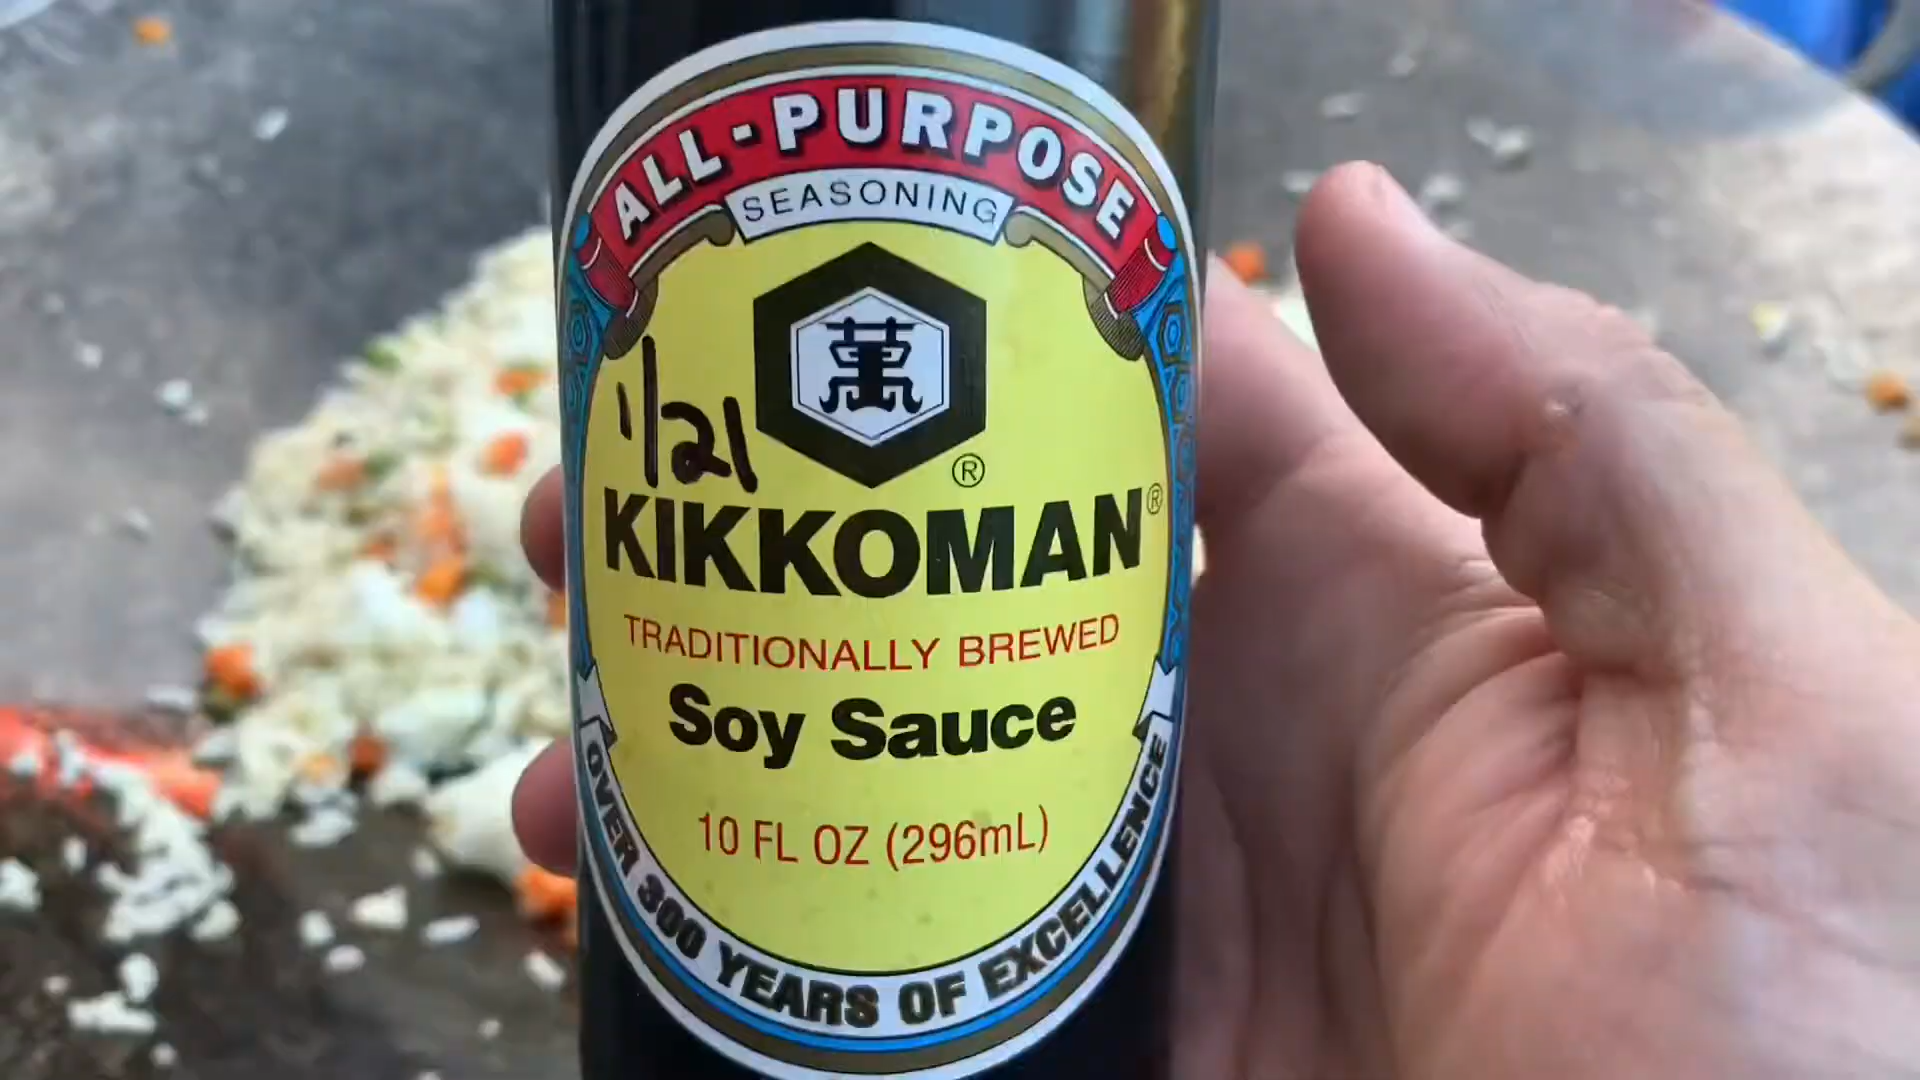 ALL-PURPOSE
SEASONING
萬
1/21
®
KIKKOMAN®
TRADITIONALLY BREWED
Soy Sauce
10 FL OZ (296mL)
OVER 300 YEARS OF EXCELLENCE